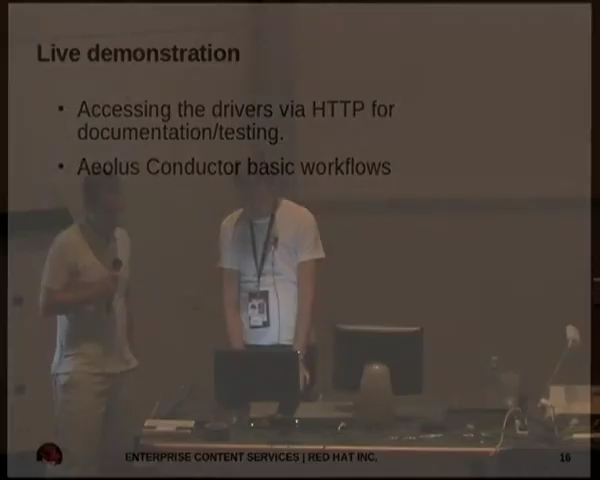 Live demonstration
• Accessing the drivers via HTTP for
documentation/testing.
• Aeolus Conductor basic workflows
ENTERPRISE CONTENT SERVICES | RED HAT INC.
16